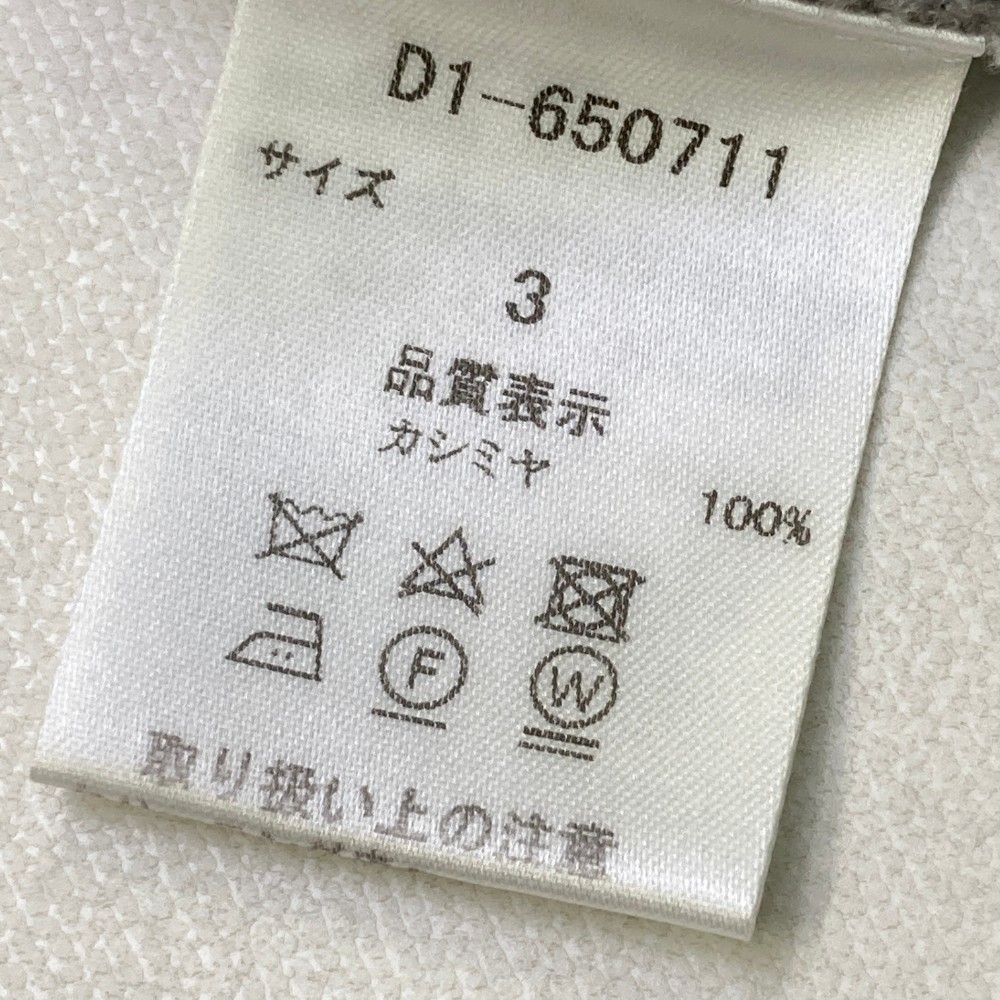 D1-650711
サイズ
3
品質表示
カシミヤ
100%
F
W
取り扱い上の注意